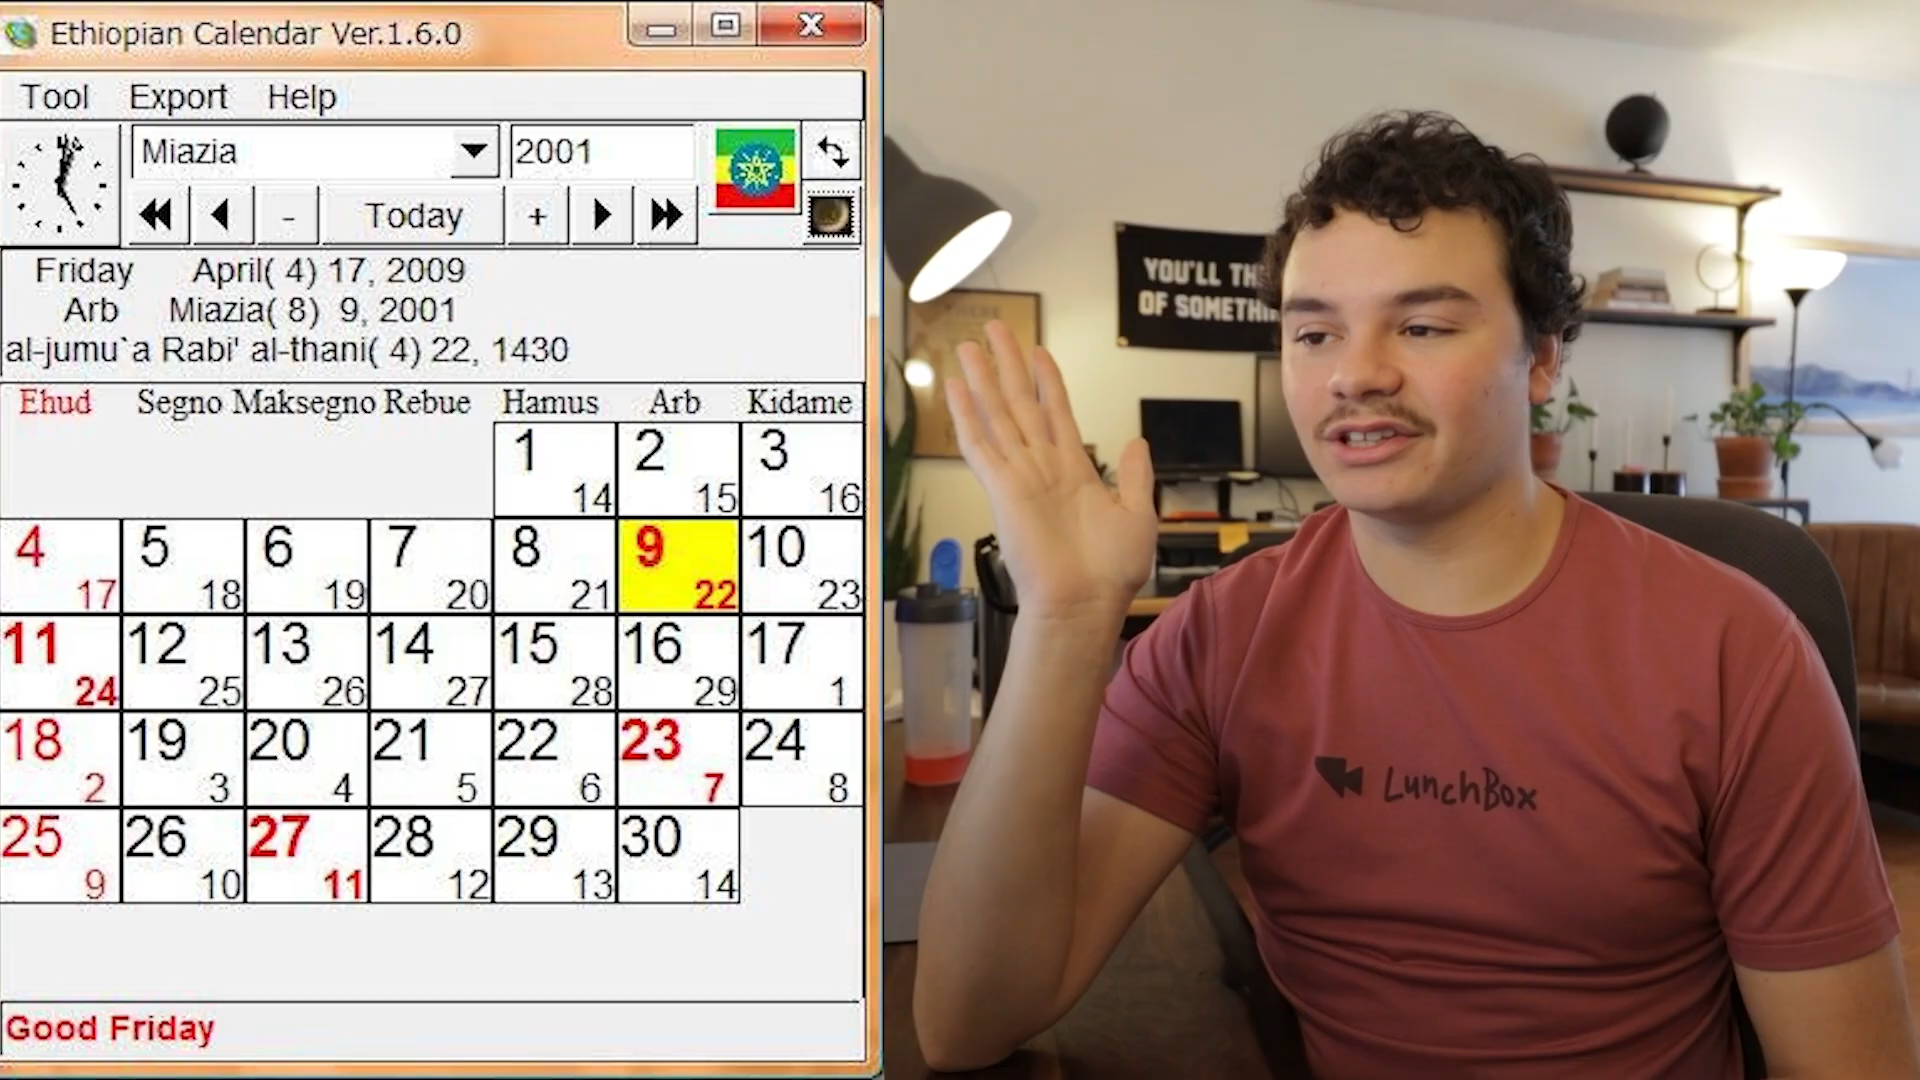 Ethiopian Calendar Ver.1.6.0
Tool Export Help
Miazia 2001
- Today +
Friday April( 4) 17, 2009
Arb Miazia( 8) 9, 2001
al-jumu`a Rabi' al-thani( 4) 22, 1430
Ehud Segno Maksegno Rebue Hamus Arb Kidame
1 2 3
14 15 16
4 5 6 7 8 9 10
17 18 19 20 21 22 23
11 12 13 14 15 16 17
24 25 26 27 28 29 1
18 19 20 21 22 23 24
2 3 4 5 6 7 8
25 26 27 28 29 30
9 10 11 12 13 14
Good Friday
YOU'LL
OF
LunchBox